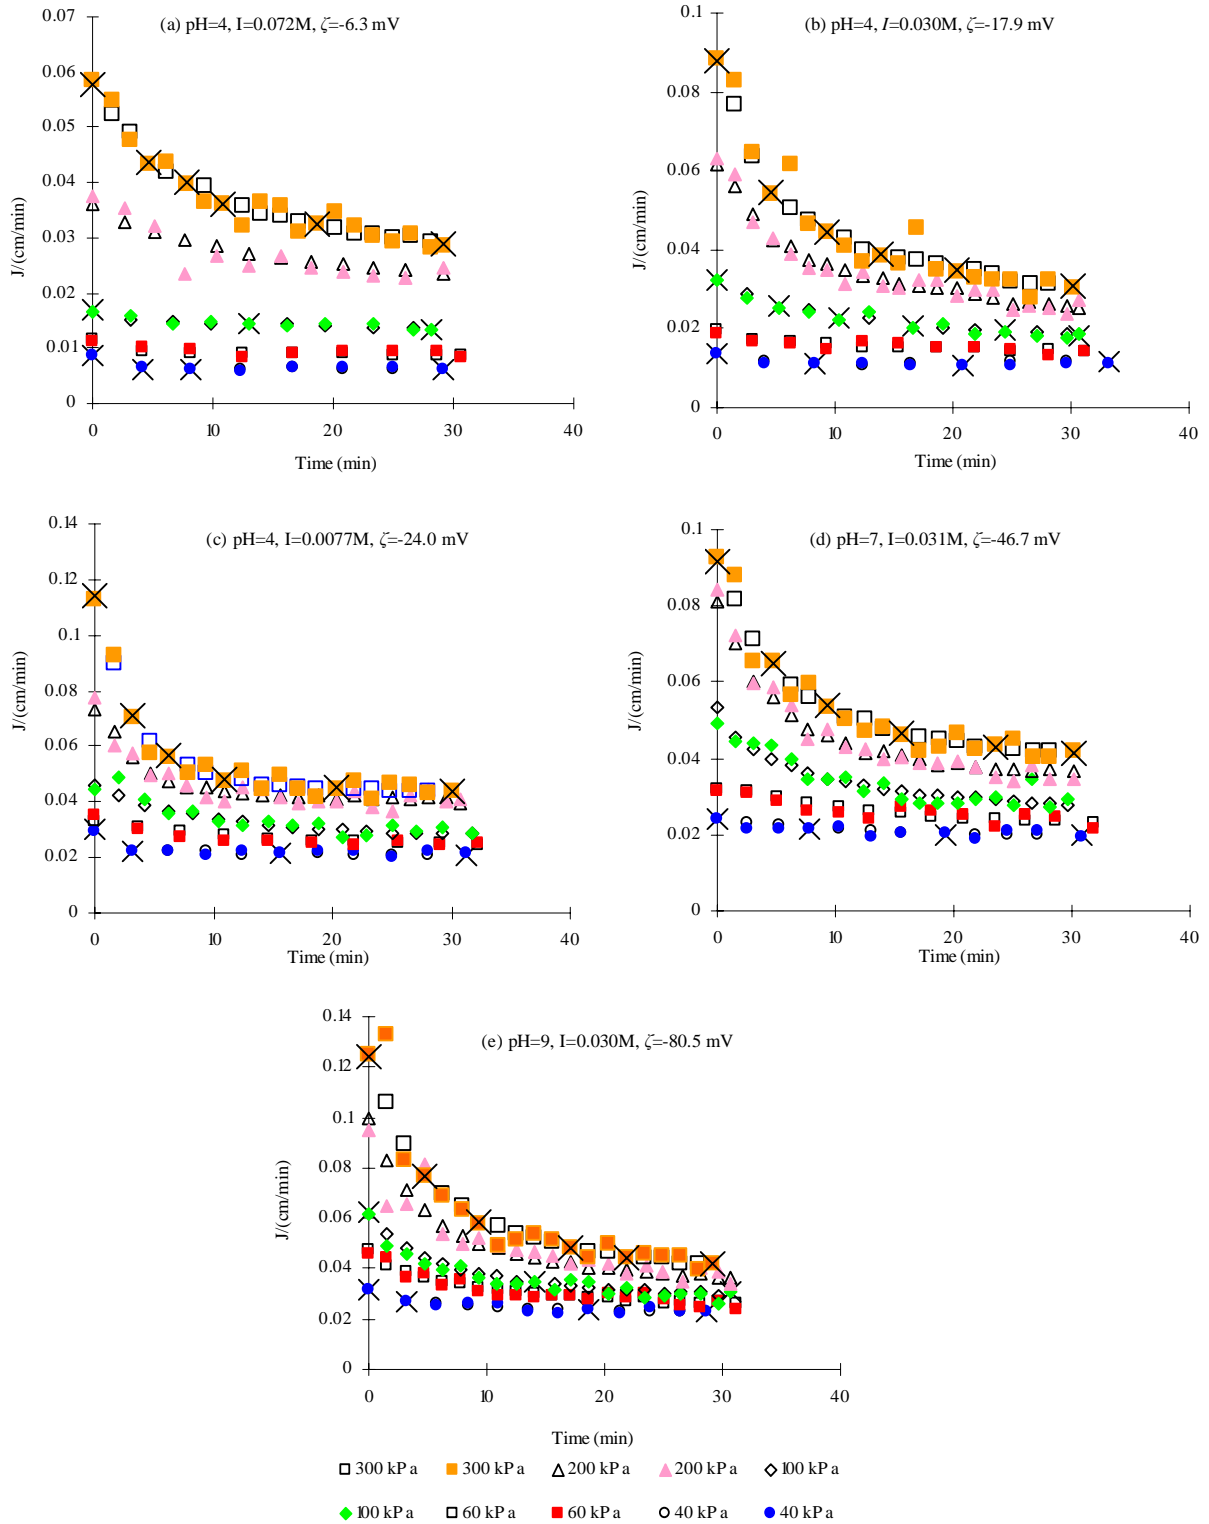 (a) pH=4, I=0.072M, ζ=-6.3 mV
0.07
0.06
0.05
0.04
0.03
0.02
0.01
0
J/(cm/min)
0 10 20 30 40
Time (min)
(b) pH=4, I=0.030M, ζ=-17.9 mV
0.1
0.08
0.06
0.04
0.02
0
J/(cm/min)
0 10 20 30 40
Time (min)
(c) pH=4, I=0.0077M, ζ=-24.0 mV
0.14
0.12
0.1
0.08
0.06
0.04
0.02
0
J/(cm/min)
0 10 20 30 40
Time (min)
(d) pH=7, I=0.031M, ζ=-46.7 mV
0.1
0.08
0.06
0.04
0.02
0
J/(cm/min)
0 10 20 30 40
Time (min)
(e) pH=9, I=0.030M, ζ=-80.5 mV
0.14
0.12
0.1
0.08
0.06
0.04
0.02
0
J/(cm/min)
0 10 20 30 40
Time (min)
300 kPa 300 kPa 200 kPa 200 kPa 100 kPa
100 kPa 60 kPa 60 kPa 40 kPa 40 kPa